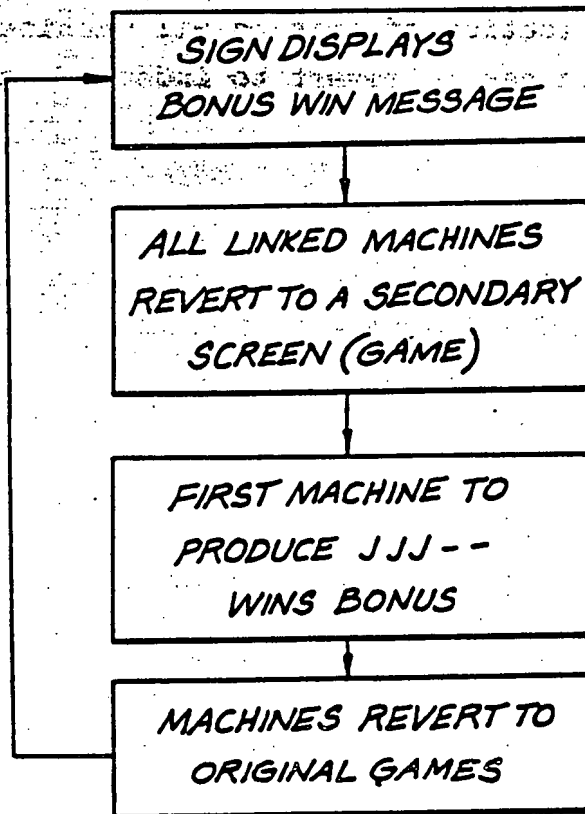 SIGN DISPLAYS
BONUS WIN MESSAGE
ALL LINKED MACHINES
REVERT TO A SECONDARY
SCREEN (GAME)
FIRST MACHINE TO
PRODUCE JJJ--
WINS BONUS
MACHINES REVERT TO
ORIGINAL GAMES